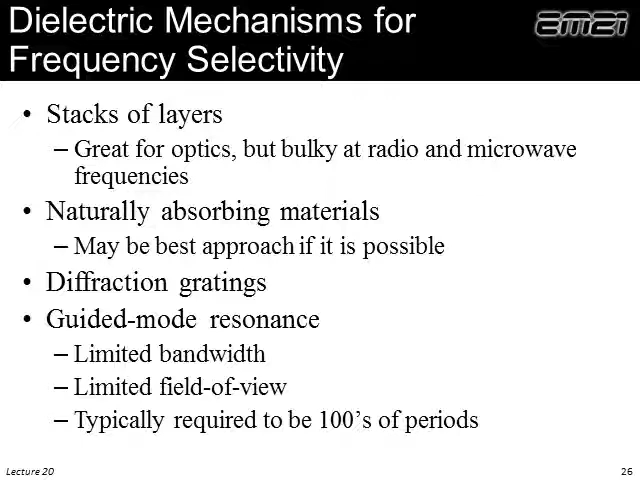 Dielectric Mechanisms for
Frequency Selectivity
EM21
• Stacks of layers
– Great for optics, but bulky at radio and microwave
frequencies
• Naturally absorbing materials
– May be best approach if it is possible
• Diffraction gratings
• Guided-mode resonance
– Limited bandwidth
– Limited field-of-view
– Typically required to be 100’s of periods
Lecture 20
26